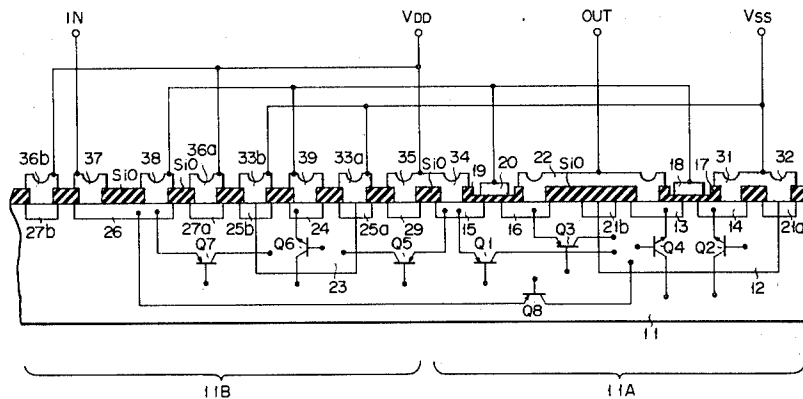 IN VDD OUT VSS
36b 37 38 36a 33b 39 33a 35 34 19 20 22 SiO 18 17 31 32
SiO SiO SiO
27b 26 27a 25b 24 25a 29 15 16 21b 13 14 21a
Q7 Q6 Q5 Q1 Q3 Q4 Q2
23 12
Q8
11
11B 11A